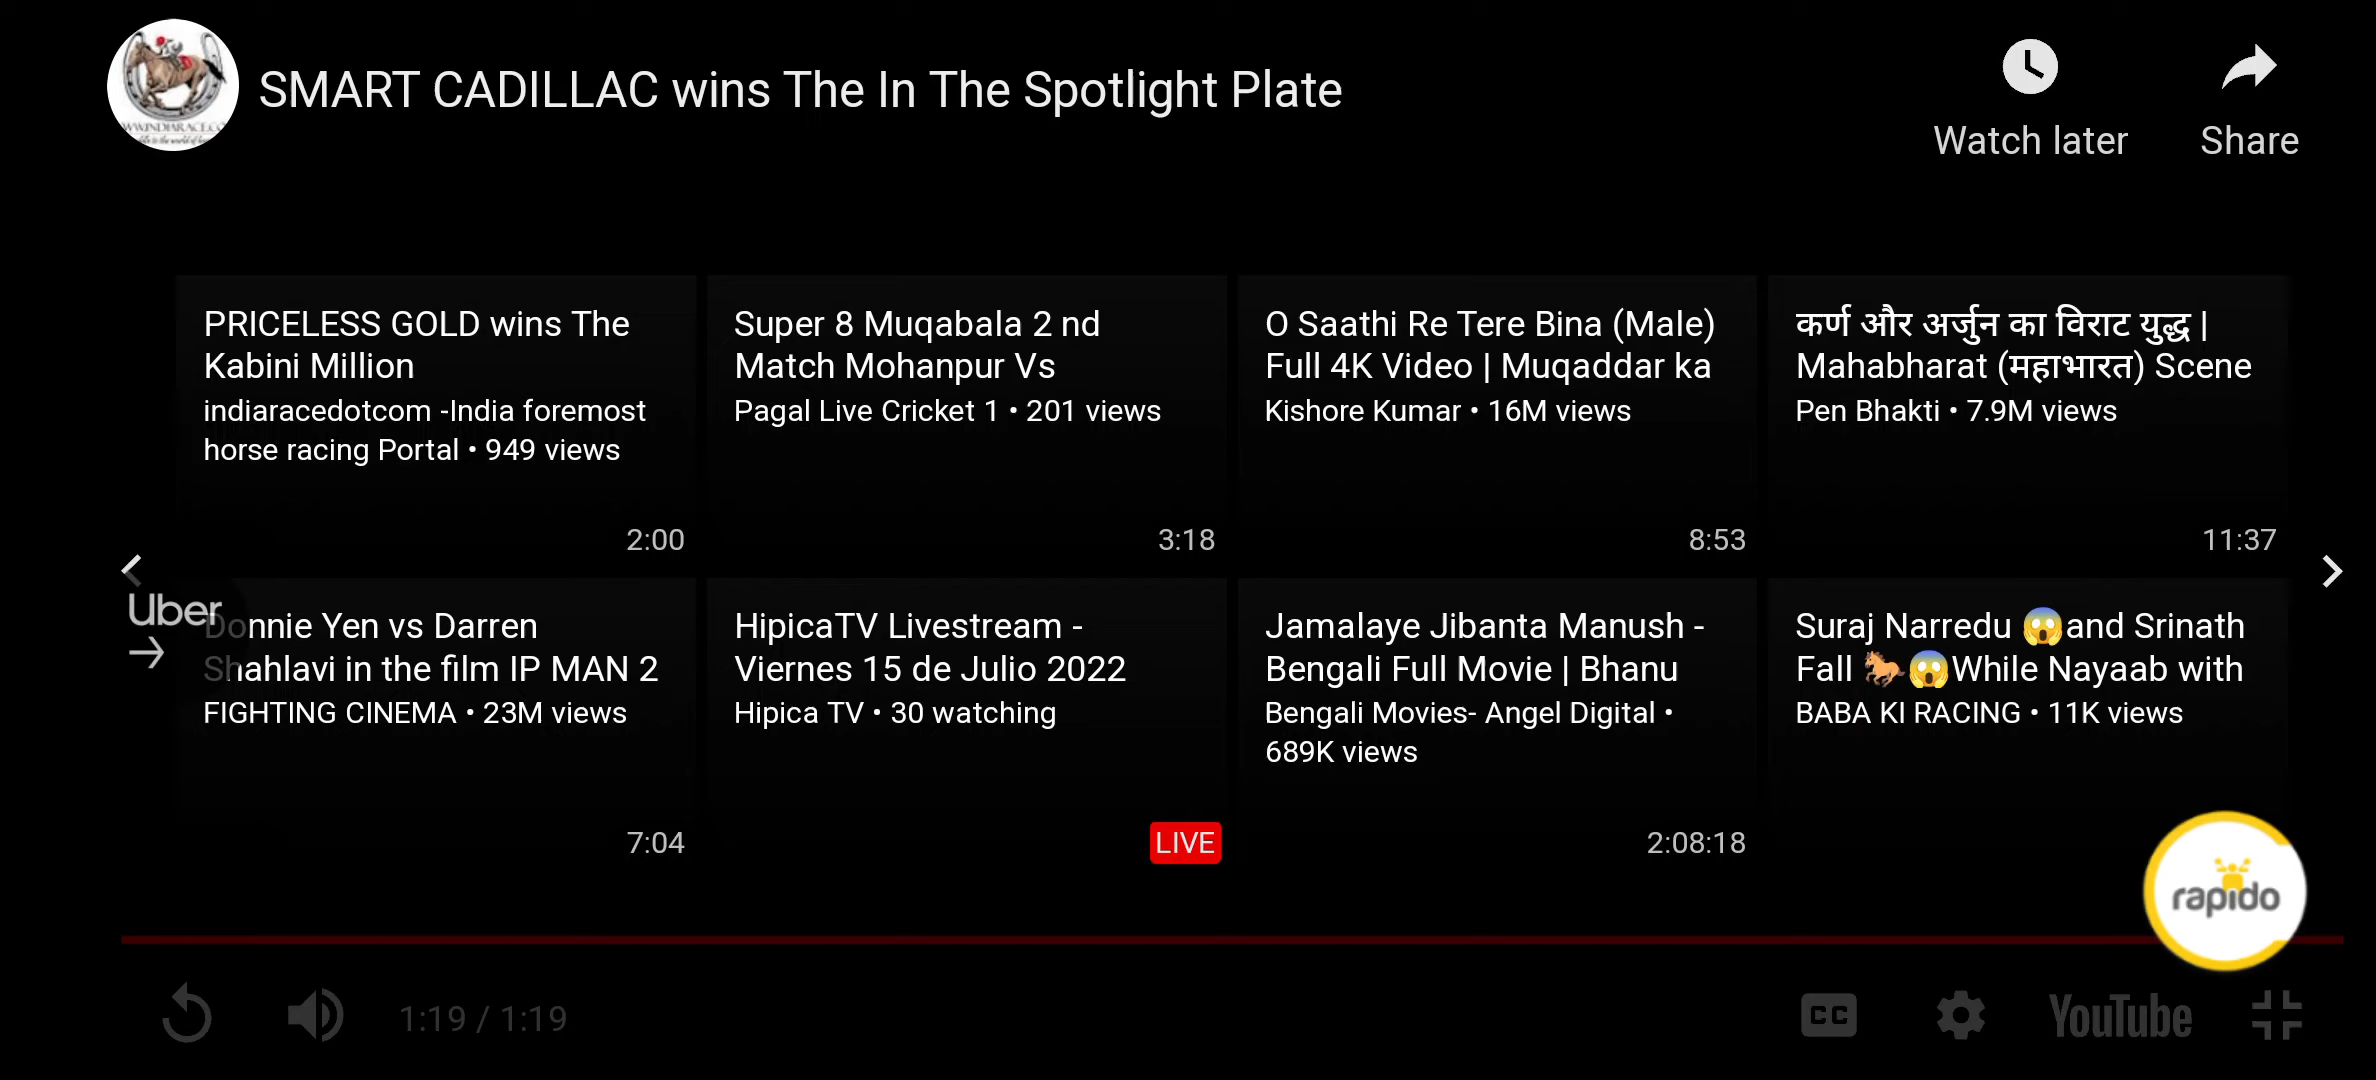 SMART CADILLAC wins The In The Spotlight Plate
Watch later
Share
PRICELESS GOLD wins The
Kabini Million
indiaracedotcom -India foremost
horse racing Portal • 949 views
2:00
Super 8 Muqabala 2 nd
Match Mohanpur Vs
Pagal Live Cricket 1 • 201 views
3:18
O Saathi Re Tere Bina (Male)
Full 4K Video | Muqaddar ka
Kishore Kumar • 16M views
8:53
कर्ण और अर्जुन का विराट युद्ध |
Mahabharat (महाभारत) Scene
Pen Bhakti • 7.9M views
11:37
Uber
Donnie Yen vs Darren
Shahlavi in the film IP MAN 2
FIGHTING CINEMA • 23M views
7:04
HipicaTV Livestream -
Viernes 15 de Julio 2022
Hipica TV • 30 watching
LIVE
Jamalaye Jibanta Manush -
Bengali Full Movie | Bhanu
Bengali Movies- Angel Digital •
689K views
2:08:18
Suraj Narredu 😱and Srinath
Fall 🐎😱While Nayaab with
BABA KI RACING • 11K views
rapido
1:19 / 1:19
CC
YouTube